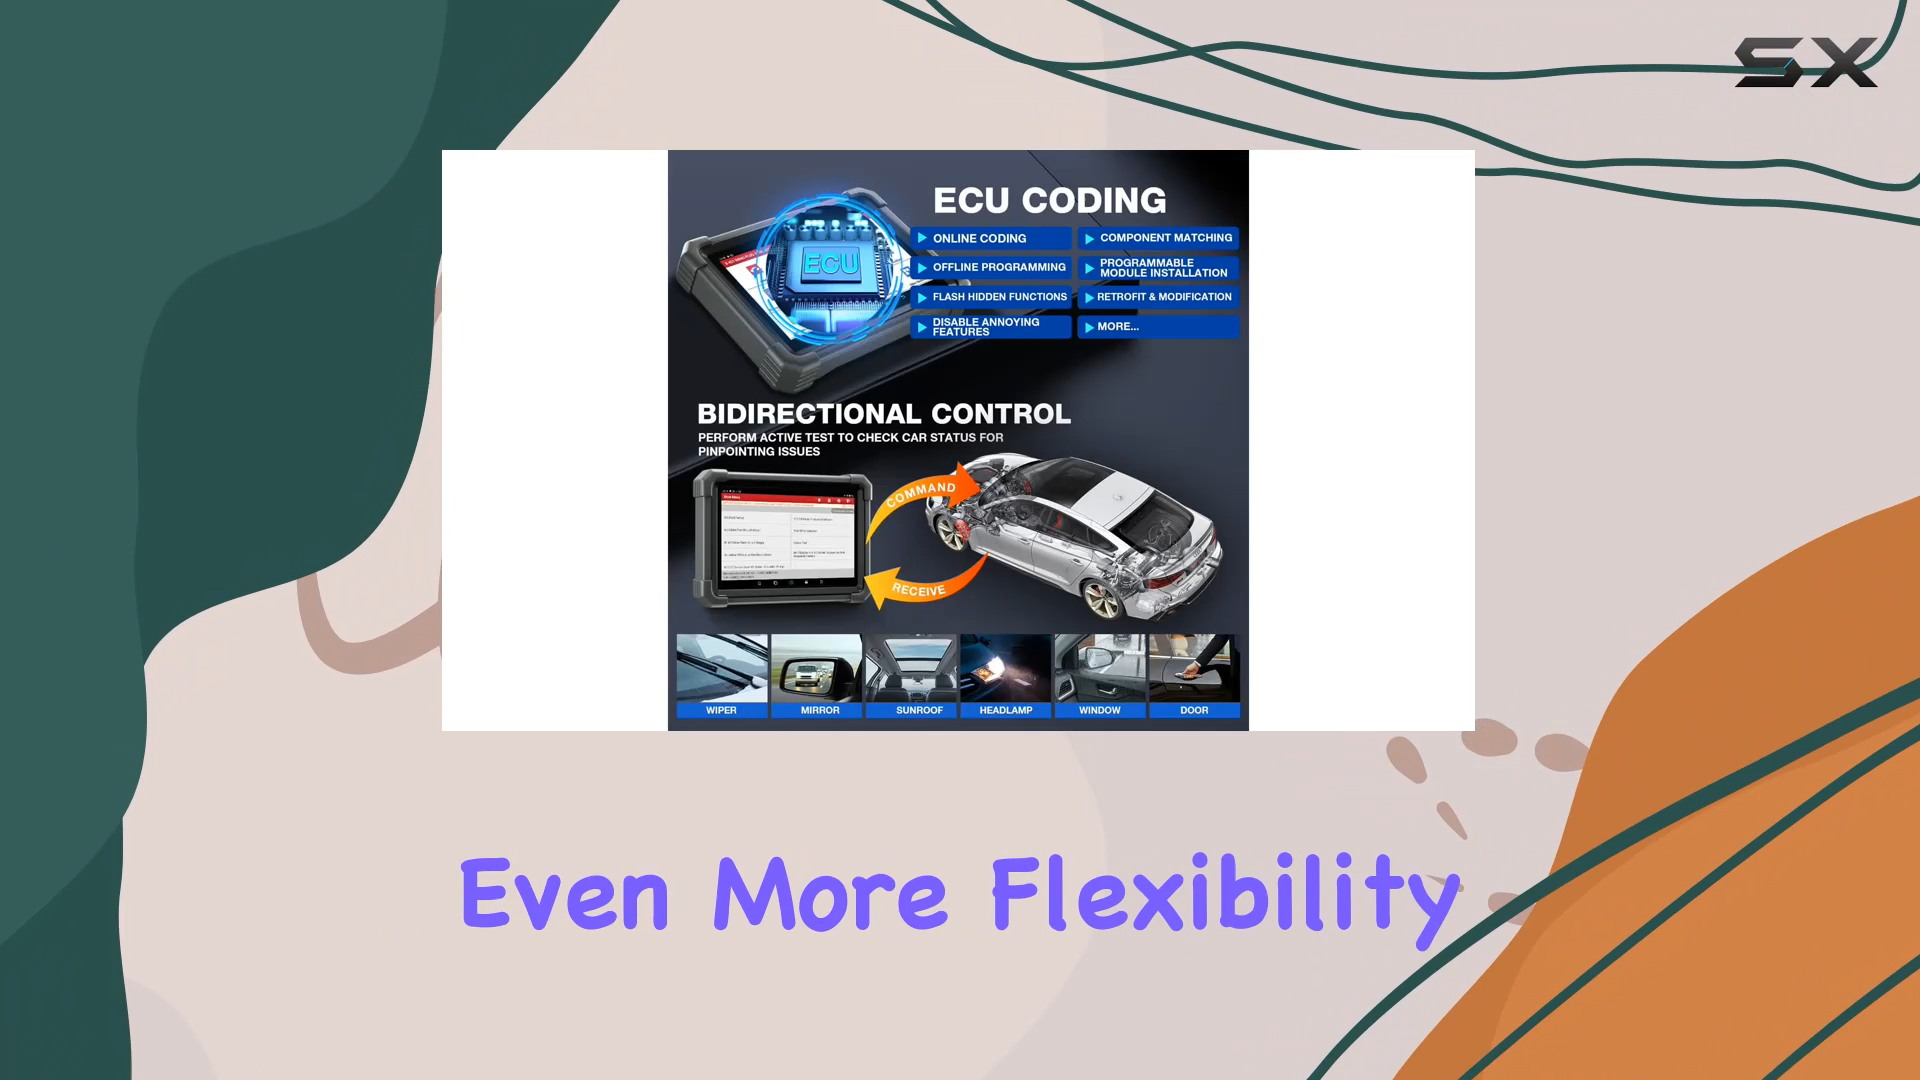 SX
ECU CODING
ONLINE CODING
COMPONENT MATCHING
OFFLINE PROGRAMMING
PROGRAMMABLE
MODULE INSTALLATION
FLASH HIDDEN FUNCTIONS
RETROFIT & MODIFICATION
DISABLE ANNOYING
FEATURES
MORE...
ECU
BIDIRECTIONAL CONTROL
PERFORM ACTIVE TEST TO CHECK CAR STATUS FOR
PINPOINTING ISSUES
COMMAND
RECEIVE
WIPER
MIRROR
SUNROOF
HEADLAMP
WINDOW
DOOR
Even More Flexibility